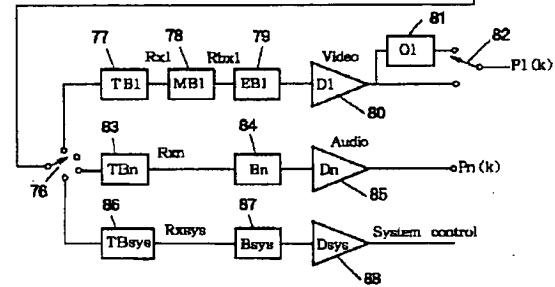 81
77 Rx1 78 Rbx1 79 Video O1 82
TB1 MB1 EB1 D1 P1(k)
80
83 84 Audio
76 TBn Rxn Bn Dn Pn(k)
85
86 87
TBsys Rxsys Bsys Dsys System control
88